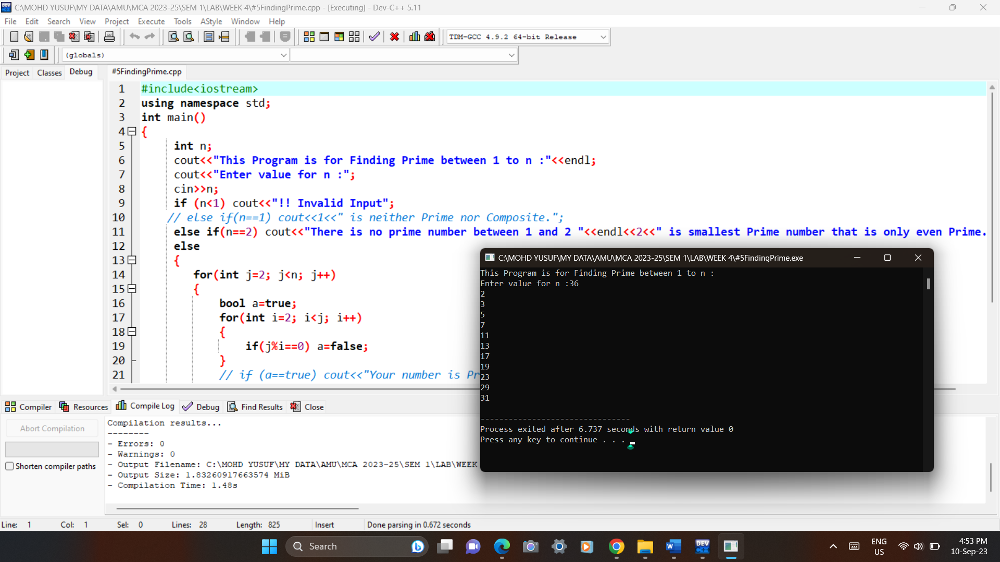 C:\MOHD YUSUF\MY DATA\AMU\MCA 2023-25\SEM 1\LAB\WEEK 4\#5FindingPrime.cpp - [Executing] - Dev-C++ 5.11
File Edit Search View Project Execute Tools AStyle Window Help
TDM-GCC 4.9.2 64-bit Release
(globals)
Project Classes Debug
#5FindingPrime.cpp
1 #include<iostream>
2 using namespace std;
3 int main()
4 {
5 int n;
6 cout<<"This Program is for Finding Prime between 1 to n :"<<endl;
7 cout<<"Enter value for n :";
8 cin>>n;
9 if (n<1) cout<<"!! Invalid Input";
10 // else if(n==1) cout<<1<<" is neither Prime nor Composite.";
11 else if(n==2) cout<<"There is no prime number between 1 and 2 "<<endl<<2<<" is smallest Prime number that is only even Prime.
12 else
13 {
14 for(int j=2; j<n; j++)
15 {
16 bool a=true;
17 for(int i=2; i<j; i++)
18 {
19 if(j%i==0) a=false;
20 }
21 // if (a==true) cout<<"Your number is Pr
C:\MOHD YUSUF\MY DATA\AMU\MCA 2023-25\SEM 1\LAB\WEEK 4\#5FindingPrime.exe
This Program is for Finding Prime between 1 to n :
Enter value for n :36
2
3
5
7
11
13
17
19
23
29
31
--------------------------------
Process exited after 6.737 seconds with return value 0
Press any key to continue . . .
Compiler Resources Compile Log Debug Find Results Close
Abort Compilation
Shorten compiler paths
Compilation results...
--------
- Errors: 0
- Warnings: 0
- Output Filename: C:\MOHD YUSUF\MY DATA\AMU\MCA 2023-25\SEM 1\LAB\WEEK
- Output Size: 1.83260917663574 MiB
- Compilation Time: 1.48s
Line: 1 Col: 1 Sel: 0 Lines: 28 Length: 825 Insert Done parsing in 0.672 seconds
Search
DEV C++
ENG
US
4:53 PM
10-Sep-23